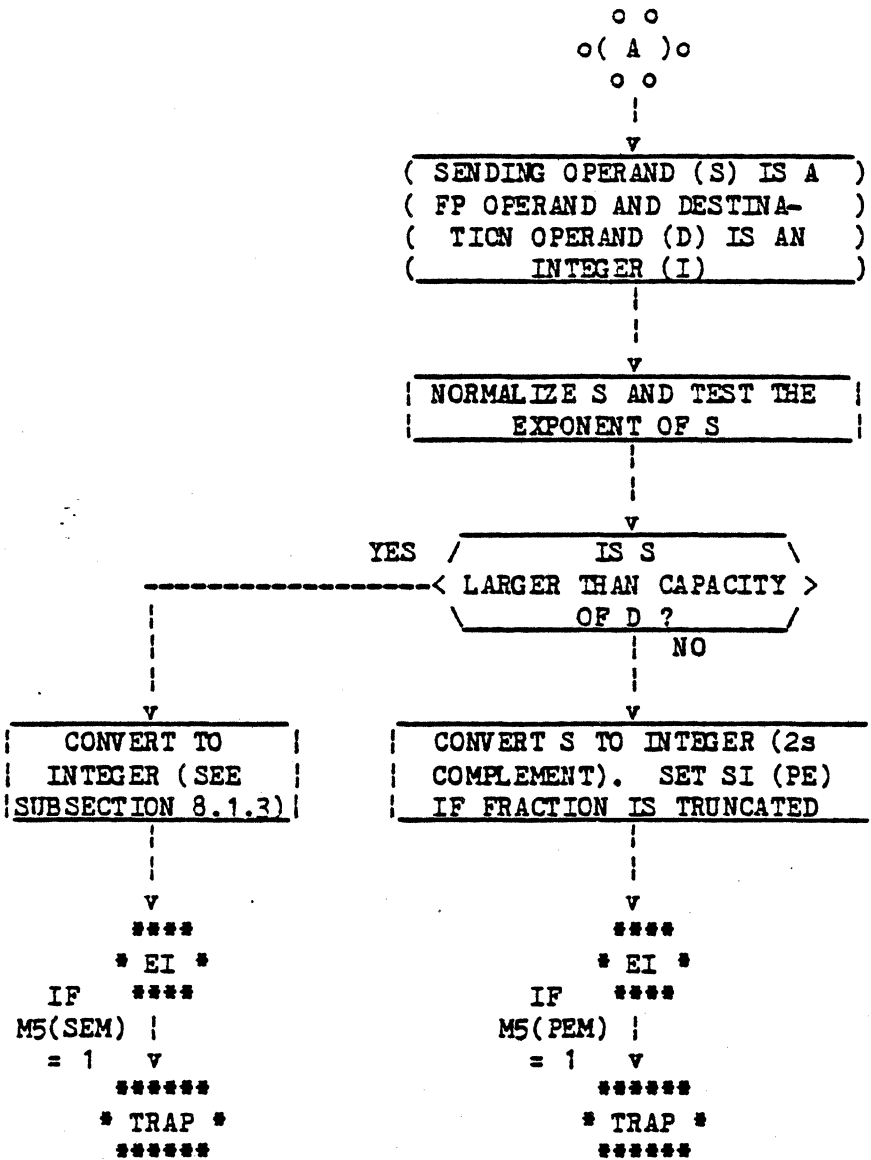 ( A )
( SENDING OPERAND (S) IS A )
( FP OPERAND AND DESTINA- )
( TION OPERAND (D) IS AN )
( INTEGER (I) )
NORMALIZE S AND TEST THE
EXPONENT OF S
YES / IS S \
< LARGER THAN CAPACITY >
\ OF D ? /
NO
CONVERT TO
INTEGER (SEE
SUBSECTION 8.1.3)
CONVERT S TO INTEGER (2s
COMPLEMENT). SET SI (PE)
IF FRACTION IS TRUNCATED
****
* EI *
****
IF
M5(SEM)
= 1
******
* TRAP *
******
****
* EI *
****
IF
M5(PEM)
= 1
******
* TRAP *
******